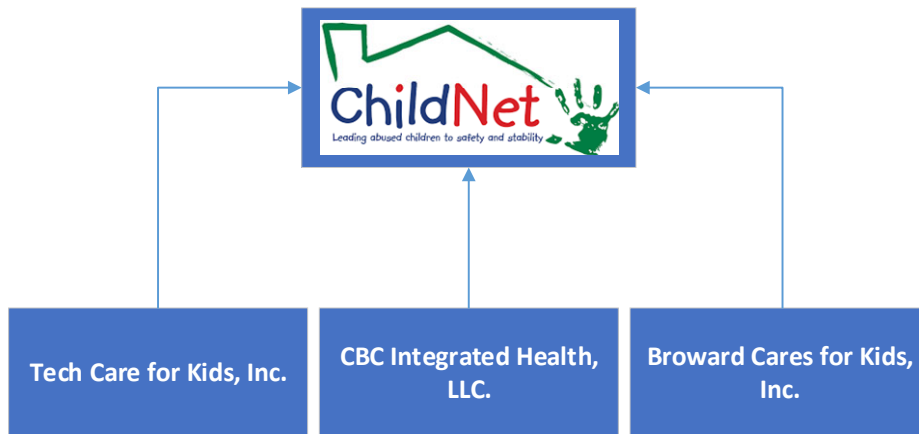 ChildNet
Leading abused children to safety and stability
Tech Care for Kids, Inc.
CBC Integrated Health,
LLC.
Broward Cares for Kids,
Inc.